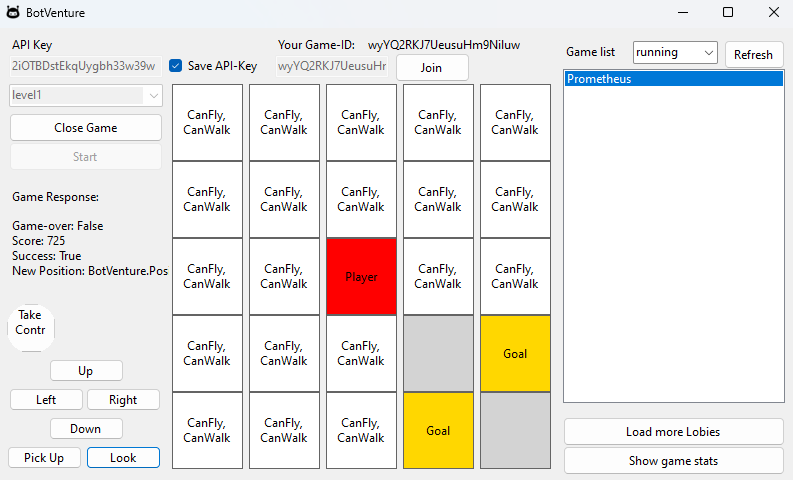 BotVenture
API Key
2iOTBDstEkqUygbh33w39w
Save API-Key
Your Game-ID:
wyYQ2RKJ7UeusuHm9NiIuw
wyYQ2RKJ7UeusuHr
Join
Game list
running
Refresh
level1
Close Game
Start
Game Response:
Game-over: False
Score: 725
Success: True
New Position: BotVenture.Pos
Take
Contr
Up
Left
Right
Down
Pick Up
Look
CanFly,
CanWalk
CanFly,
CanWalk
CanFly,
CanWalk
CanFly,
CanWalk
CanFly,
CanWalk
CanFly,
CanWalk
CanFly,
CanWalk
CanFly,
CanWalk
CanFly,
CanWalk
CanFly,
CanWalk
CanFly,
CanWalk
CanFly,
CanWalk
Player
CanFly,
CanWalk
CanFly,
CanWalk
CanFly,
CanWalk
CanFly,
CanWalk
CanFly,
CanWalk
Goal
CanFly,
CanWalk
CanFly,
CanWalk
CanFly,
CanWalk
Goal
Prometheus
Load more Lobies
Show game stats